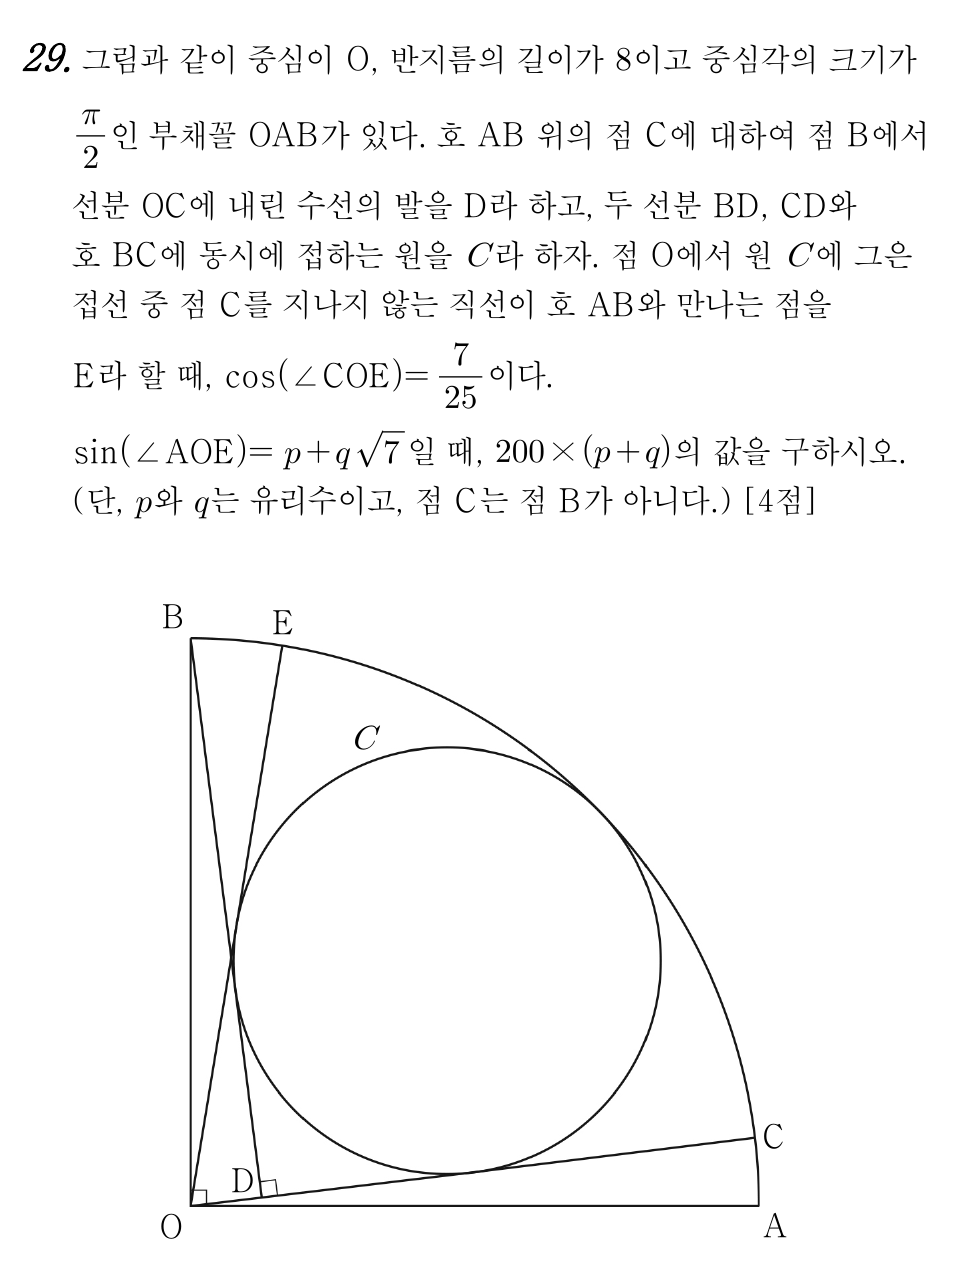 29. 그림과 같이 중심이 O, 반지름의 길이가 8이고 중심각의 크기가
$\frac{\pi}{2}$인 부채꼴 OAB가 있다. 호 AB 위의 점 C에 대하여 점 B에서
선분 OC에 내린 수선의 발을 D라 하고, 두 선분 BD, CD와
호 BC에 동시에 접하는 원을 C라 하자. 점 O에서 원 C에 그은
접선 중 점 C를 지나지 않는 직선이 호 AB와 만나는 점을
E라 할 때, cos(∠COE)=$\frac{7}{25}$이다.
sin(∠AOE)=p+q√7일 때, 200×(p+q)의 값을 구하시오.
(단, p와 q는 유리수이고, 점 C는 점 B가 아니다.) [4점]
B
E
C
D
C
O
A